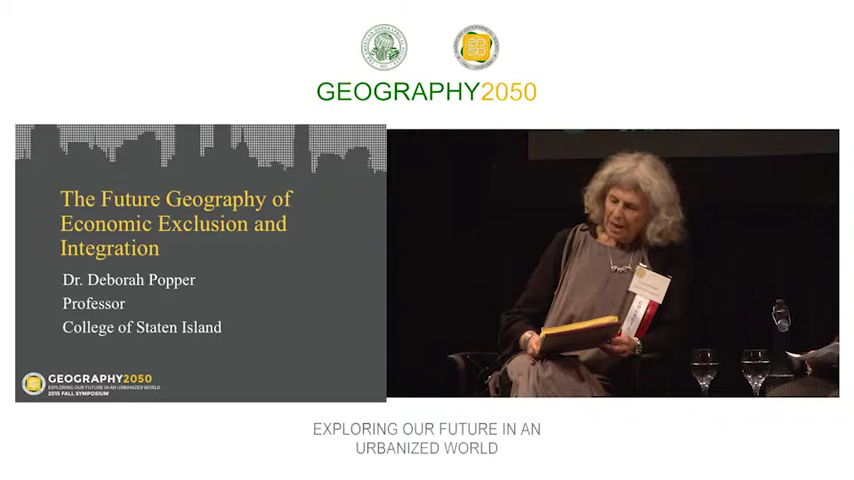 GEOGRAPHY2050
The Future Geography of
Economic Exclusion and
Integration
Dr. Deborah Popper
Professor
College of Staten Island
GEOGRAPHY2050
EXPLORING OUR FUTURE IN AN URBANIZED WORLD
2015 FALL SYMPOSIUM
EXPLORING OUR FUTURE IN AN
URBANIZED WORLD